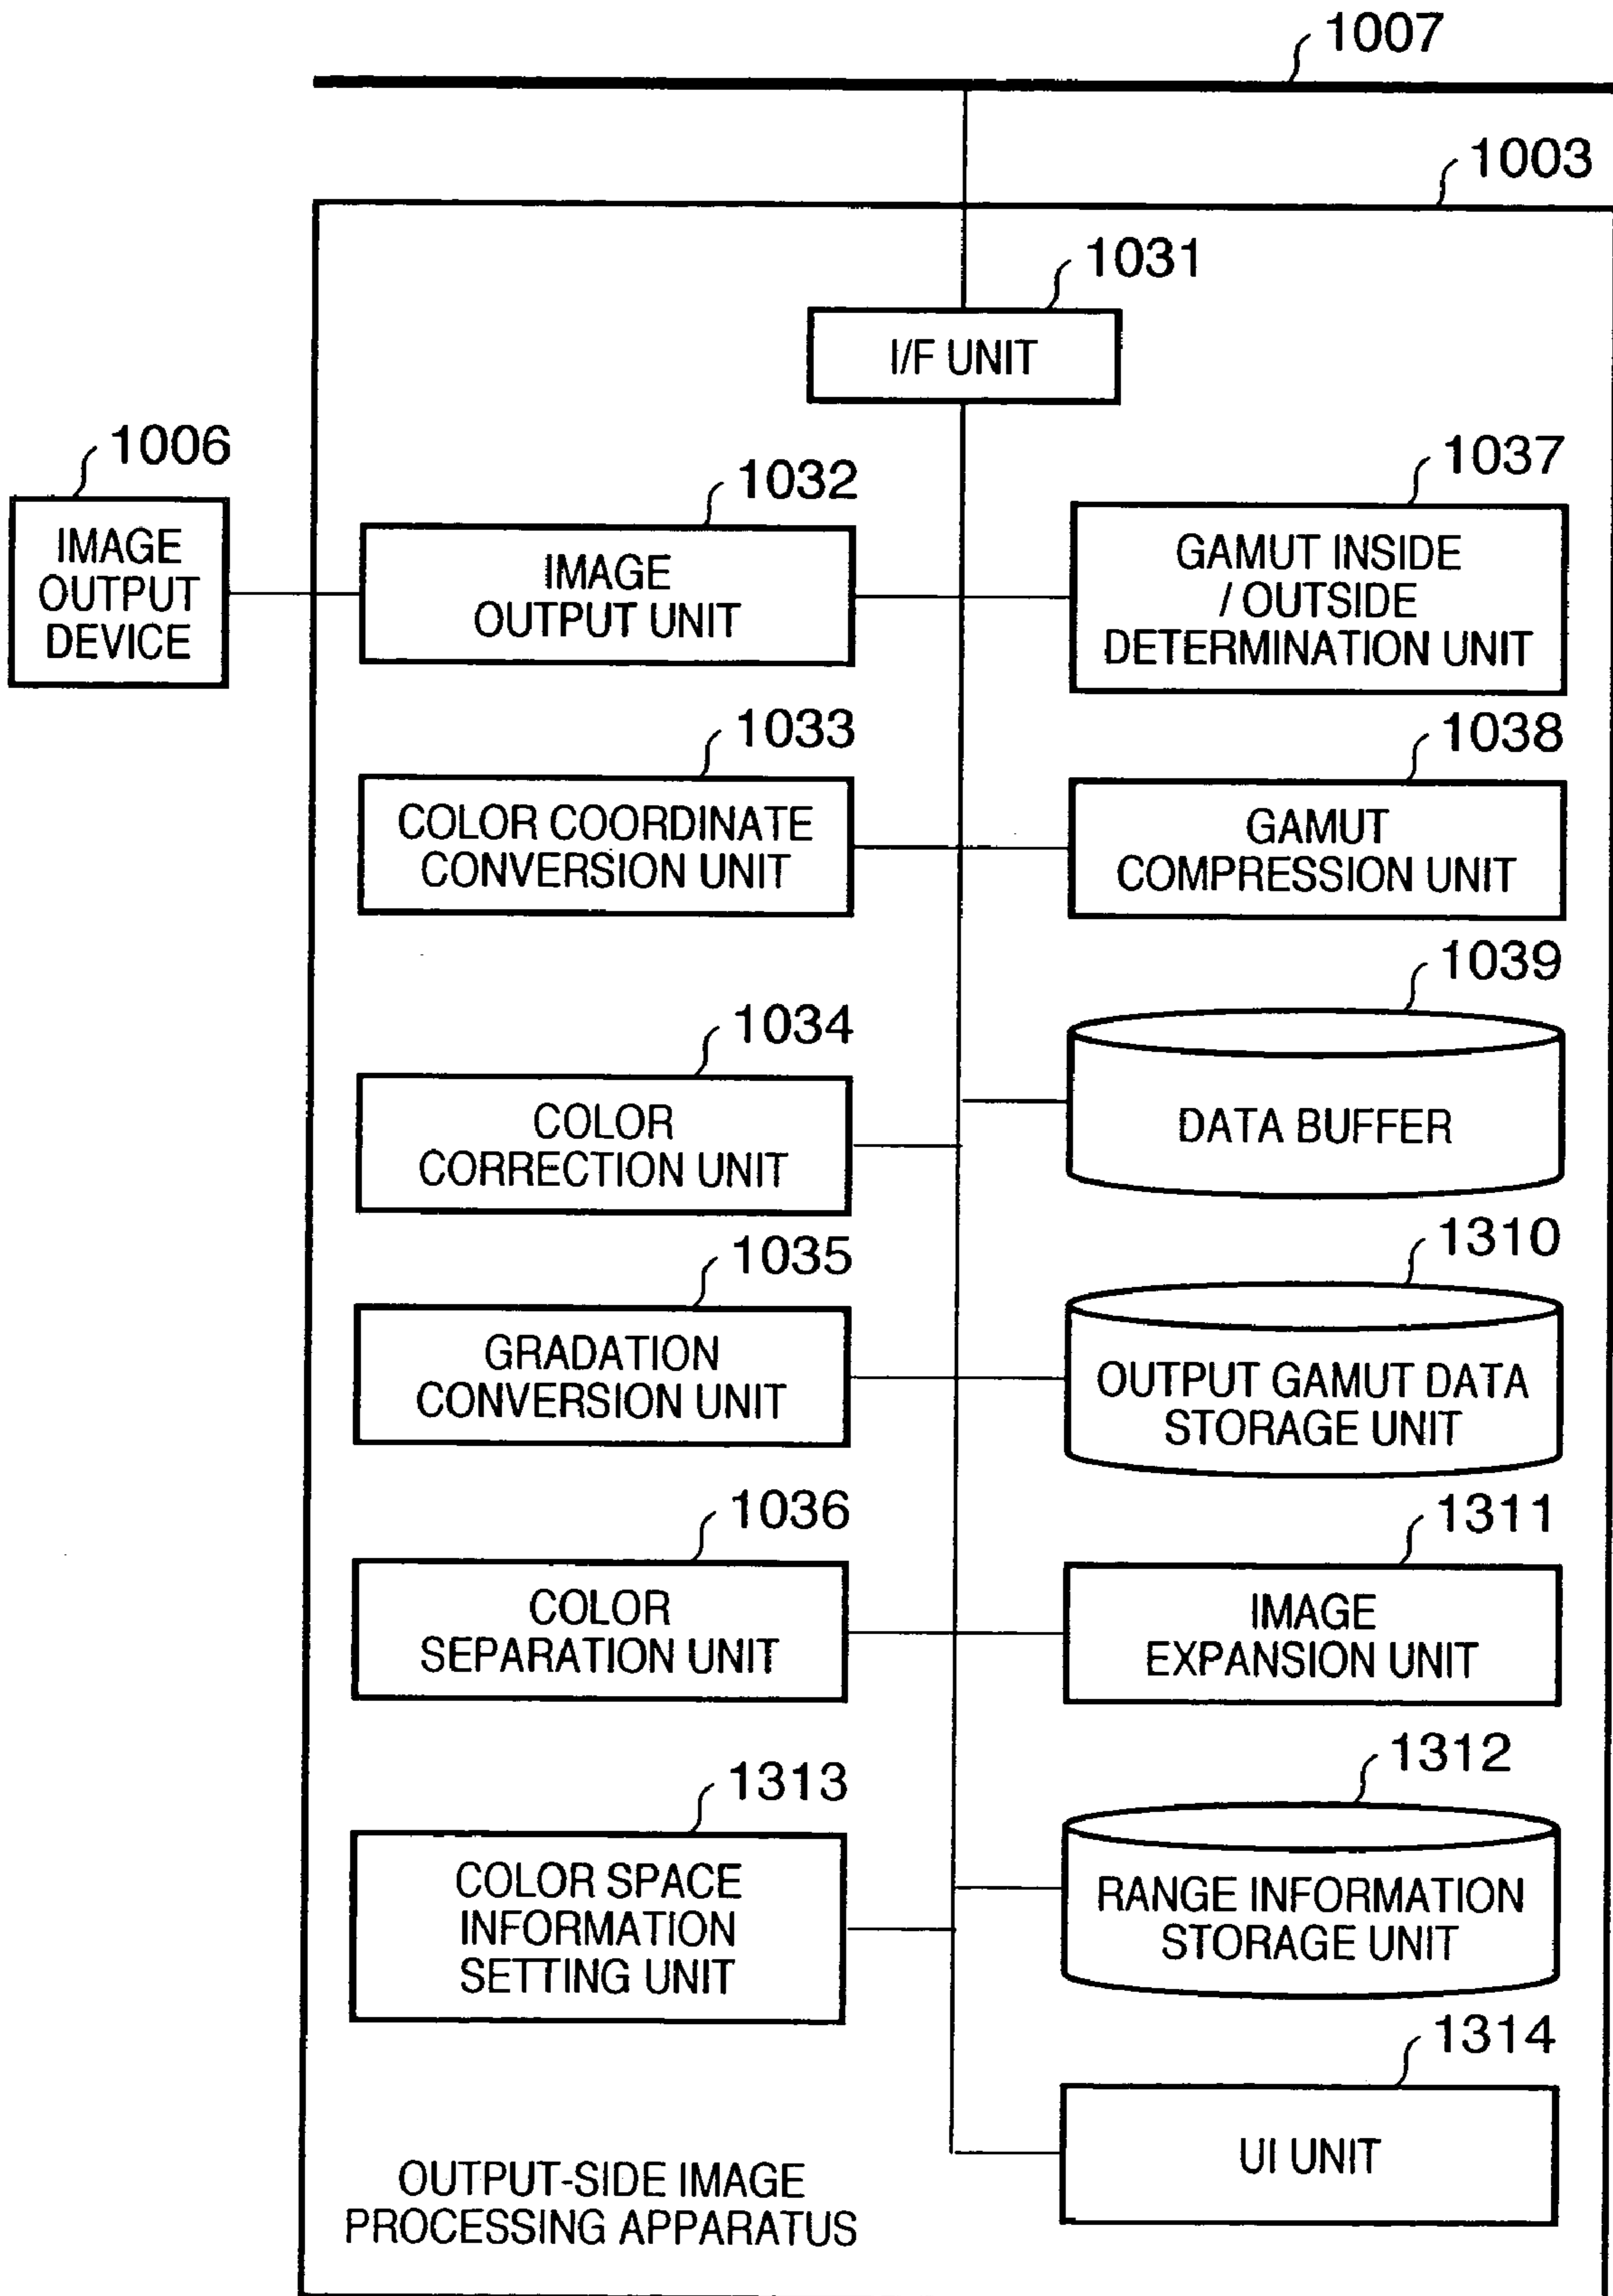 1007
1003
1031
I/F UNIT
1006
IMAGE
OUTPUT
DEVICE
1032
IMAGE
OUTPUT UNIT
1037
GAMUT INSIDE
/ OUTSIDE
DETERMINATION UNIT
1033
COLOR COORDINATE
CONVERSION UNIT
1038
GAMUT
COMPRESSION UNIT
1034
COLOR
CORRECTION UNIT
1039
DATA BUFFER
1035
GRADATION
CONVERSION UNIT
1310
OUTPUT GAMUT DATA
STORAGE UNIT
1036
COLOR
SEPARATION UNIT
1311
IMAGE
EXPANSION UNIT
1313
COLOR SPACE
INFORMATION
SETTING UNIT
1312
RANGE INFORMATION
STORAGE UNIT
1314
UI UNIT
OUTPUT-SIDE IMAGE
PROCESSING APPARATUS